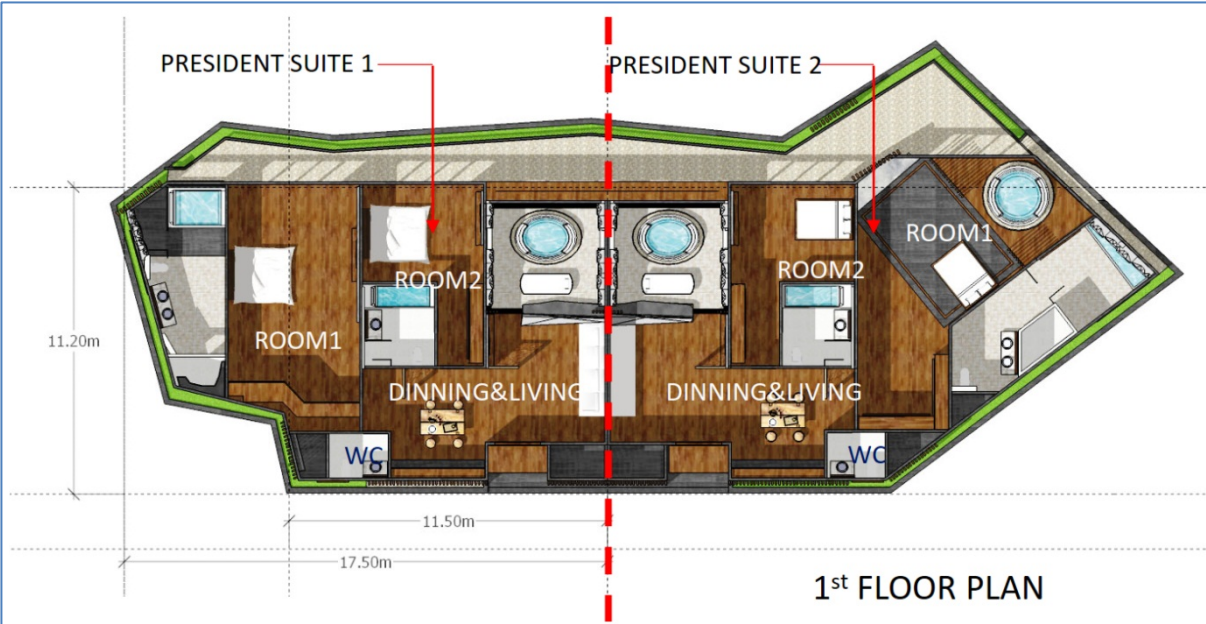 PRESIDENT SUITE 1
PRESIDENT SUITE 2
ROOM1
ROOM2
ROOM2
ROOM1
11.20m
DINNING&LIVING
DINNING&LIVING
WC
WC
11.50m
17.50m
1st FLOOR PLAN